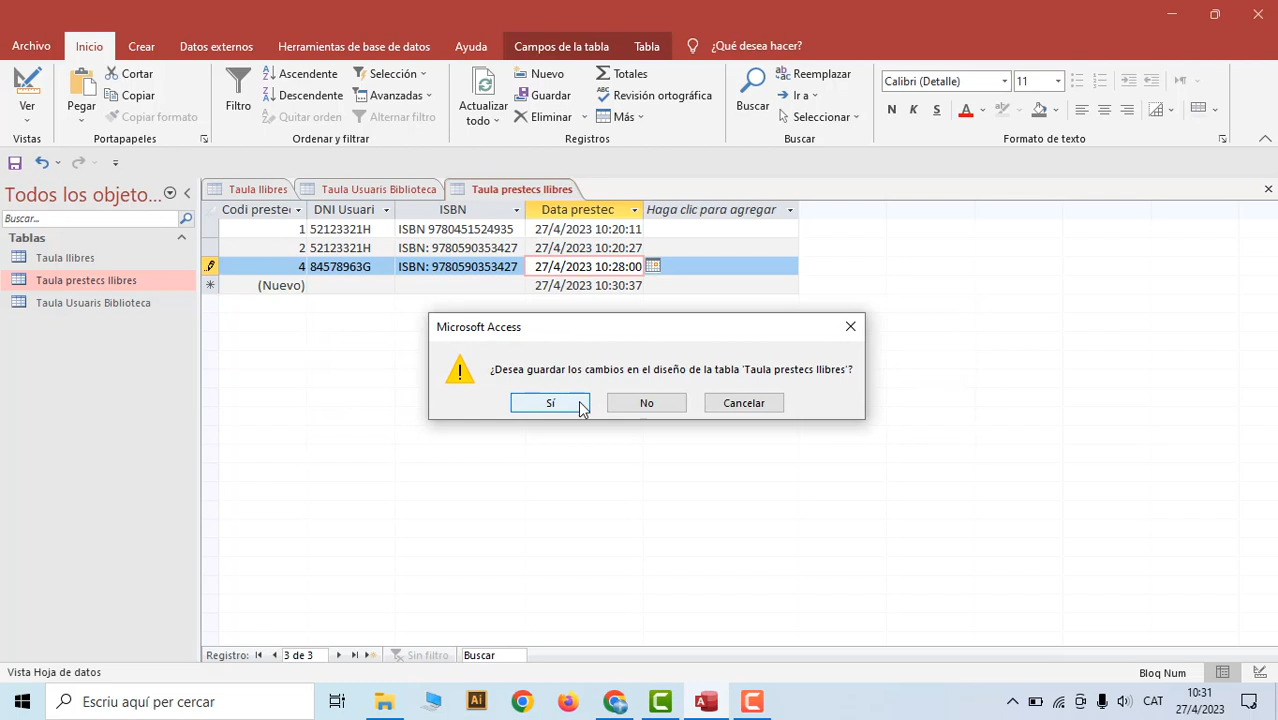 Archivo Inicio Crear Datos externos Herramientas de base de datos Ayuda Campos de la tabla Tabla ¿Qué desea hacer?
Ver
Pegar
Cortar
Copiar
Copiar formato
Filtro
Ascendente
Descendente
Quitar orden
Selección
Avanzadas
Alternar filtro
Actualizar
todo
Nuevo
Guardar
Eliminar
Totales
Revisión ortográfica
Más
Buscar
Reemplazar
Ir a
Seleccionar
Calibri (Detalle) 11
N K S A
Vistas Portapapeles Ordenar y filtrar Registros Buscar Formato de texto
Todos los objeto...
Buscar...
Tablas
Taula llibres
Taula prestecs llibres
Taula Usuaris Biblioteca
Taula llibres Taula Usuaris Biblioteca Taula prestecs llibres
Codi prestec DNI Usuari ISBN Data prestec Haga clic para agregar
1 52123321H ISBN 9780451524935 27/4/2023 10:20:11
2 52123321H ISBN: 9780590353427 27/4/2023 10:20:27
4 84578963G ISBN: 9780590353427 27/4/2023 10:28:00
(Nuevo) 27/4/2023 10:30:37
Microsoft Access
¿Desea guardar los cambios en el diseño de la tabla 'Taula prestecs llibres'?
Sí No Cancelar
Registro: 3 de 3 Sin filtro Buscar
Vista Hoja de datos Bloq Num
Escriu aquí per cercar
Ai
CAT
10:31
27/4/2023